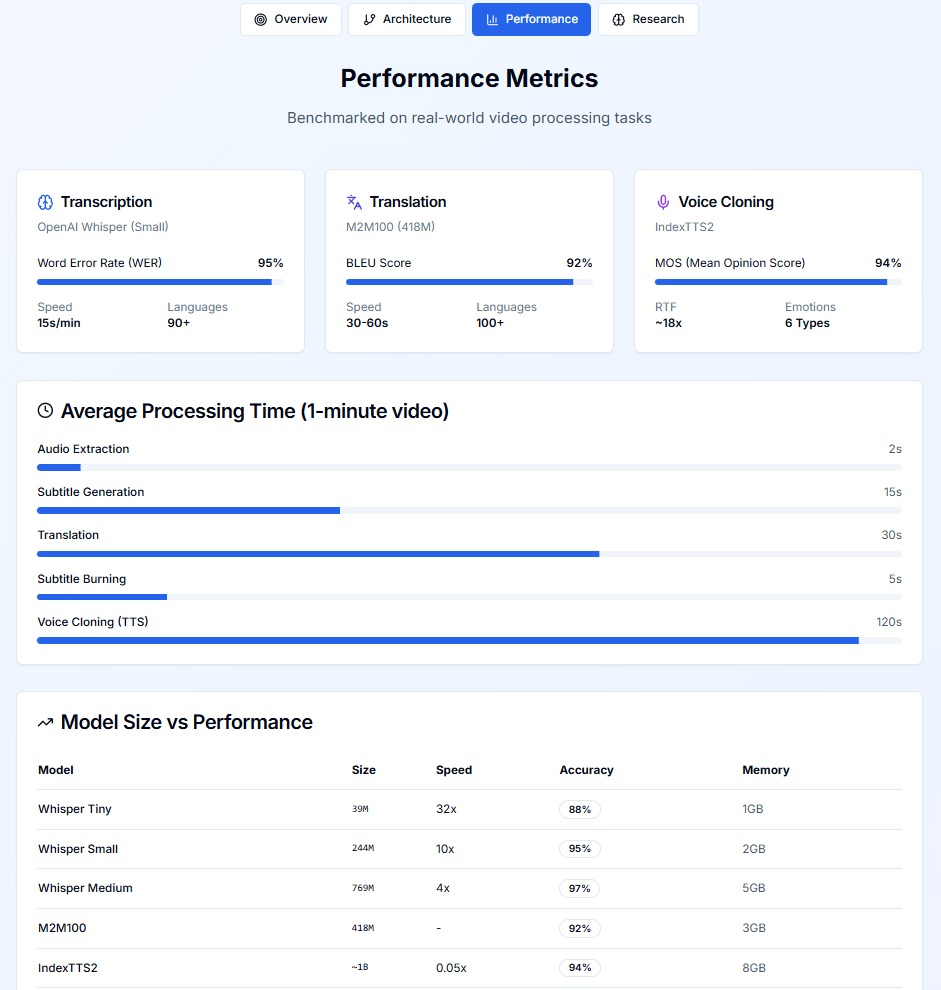 Overview Architecture Performance Research
Performance Metrics
Benchmarked on real-world video processing tasks
Transcription
OpenAI Whisper (Small)
Word Error Rate (WER) 95%
Speed Languages
15s/min 90+
Translation
M2M100 (418M)
BLEU Score 92%
Speed Languages
30-60s 100+
Voice Cloning
IndexTTS2
MOS (Mean Opinion Score) 94%
RTF Emotions
~18x 6 Types
Average Processing Time (1-minute video)
Audio Extraction 2s
Subtitle Generation 15s
Translation 30s
Subtitle Burning 5s
Voice Cloning (TTS) 120s
Model Size vs Performance
Model Size Speed Accuracy Memory
Whisper Tiny 39M 32x 88% 1GB
Whisper Small 244M 10x 95% 2GB
Whisper Medium 769M 4x 97% 5GB
M2M100 418M - 92% 3GB
IndexTTS2 ~1B 0.05x 94% 8GB